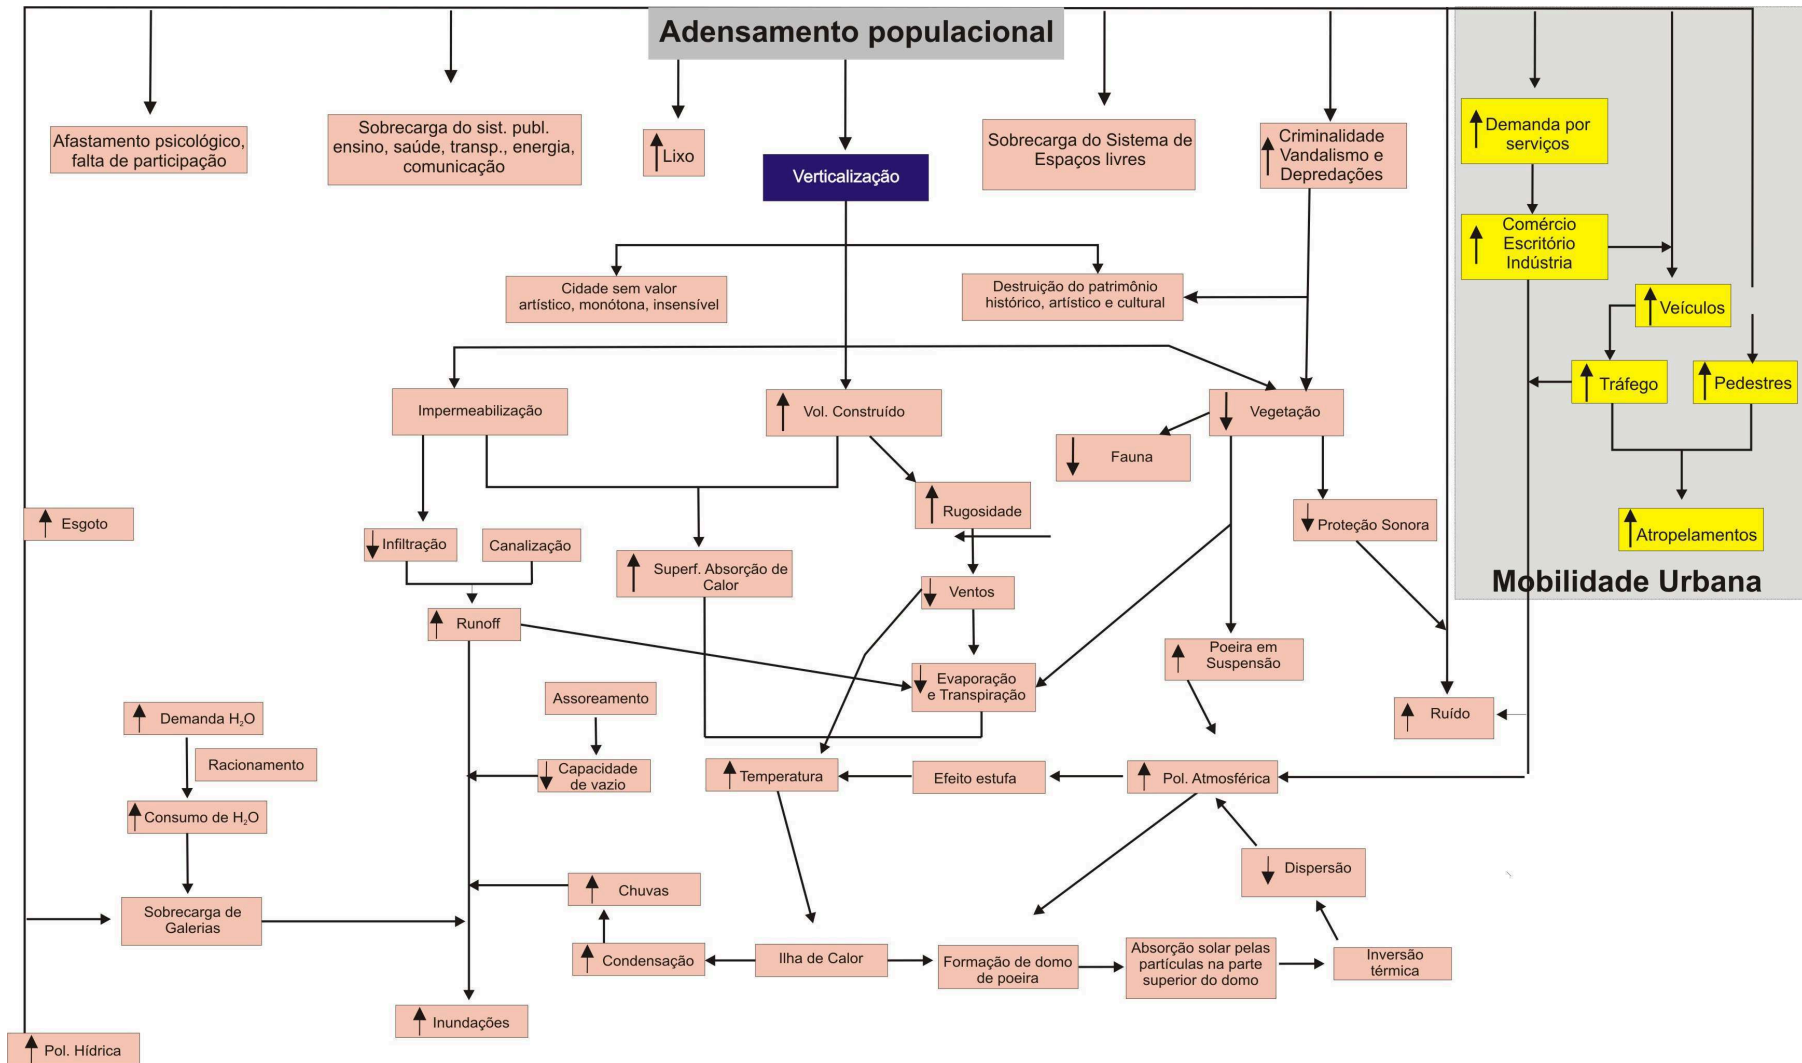 Adensamento populacional
Afastamento psicológico,
falta de participação
Sobrecarga do sist. publ.
ensino, saúde, transp., energia,
comunicação
Lixo
Verticalização
Sobrecarga do Sistema de
Espaços livres
Criminalidade
Vandalismo e
Depredações
Demanda por
serviços
Comércio
Escritório
Indústria
Cidade sem valor
artístico, monótona, insensível
Destruição do patrimônio
histórico, artístico e cultural
Veículos
Tráfego
Pedestres
Impermeabilização
Vol. Construído
Vegetação
Fauna
Rugosidade
Esgoto
Infiltração
Canalização
Superf. Absorção de
Calor
Proteção Sonora
Atropelamentos
Mobilidade Urbana
Ventos
Runoff
Poeira em
Suspensão
Evaporação
e Transpiração
Assoreamento
Demanda H₂O
Ruído
Racionamento
Capacidade
de vazio
Temperatura
Efeito estufa
Pol. Atmosférica
Consumo de H₂O
Dispersão
Chuvas
Sobrecarga de
Galerias
Condensação
Ilha de Calor
Formação de domo
de poeira
Absorção solar pelas
partículas na parte
superior do domo
Inversão
térmica
Inundações
Pol. Hídrica